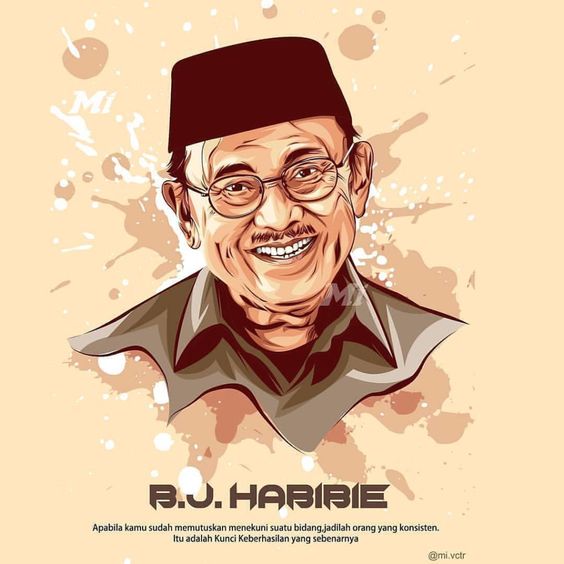 Mi
Mi
B.J. HABIBIE
Apabila kamu sudah memutuskan menekuni suatu bidang,jadilah orang yang konsisten.
Itu adalah Kunci Keberhasilan yang sebenarnya
@mi.vctr